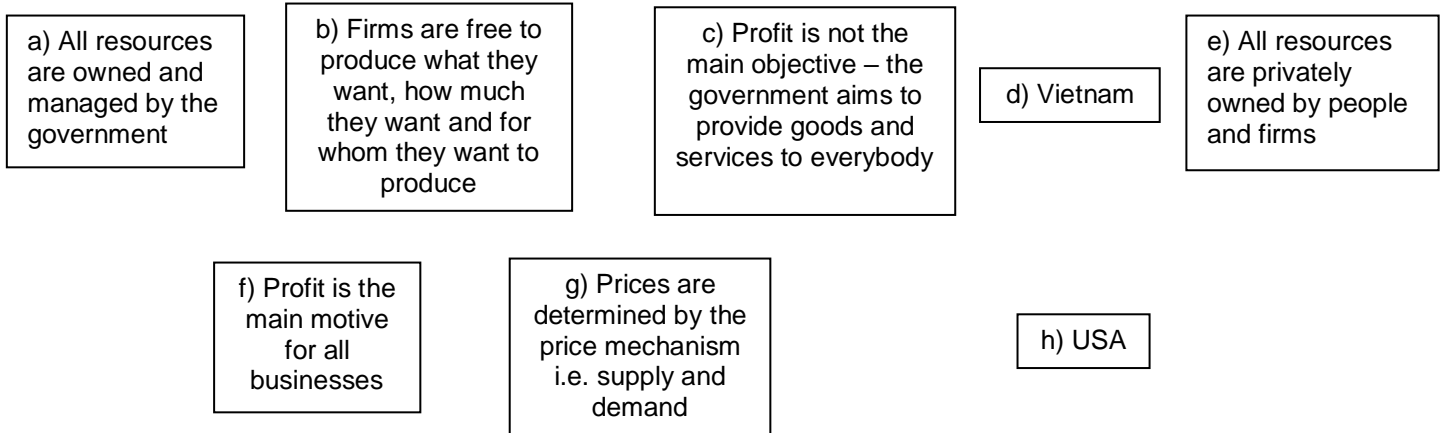 a) All resources
are owned and
managed by the
government
b) Firms are free to
produce what they
want, how much
they want and for
whom they want to
produce
c) Profit is not the
main objective – the
government aims to
provide goods and
services to everybody
d) Vietnam
e) All resources
are privately
owned by people
and firms
f) Profit is the
main motive
for all
businesses
g) Prices are
determined by the
price mechanism
i.e. supply and
demand
h) USA